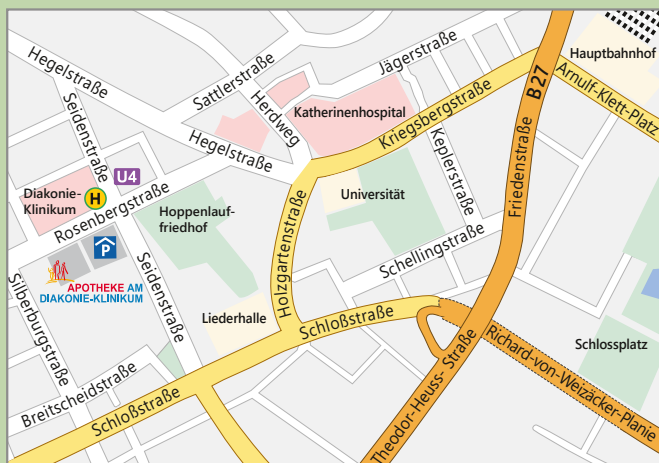 Hegelstraße
Sattlerstraße
Jägerstraße
Hauptbahnhof
B 27
Arnulf-Klett-Platz
Seidenstraße
Herdweg
Katherinenhospital
Kriegsbergstraße
Hegelstraße
U4
Keplerstraße
Friedenstraße
Diakonie-
Klinikum
H
Rosenbergstraße
Universität
Hoppenlauf-
friedhof
Holzgartenstraße
Schellingstraße
P
APOTHEKE AM
DIAKONIE-KLINIKUM
Seidenstraße
Silberburgstraße
Liederhalle
Schloßstraße
Richard-von-Weizäcker-Planie
Schlossplatz
Theodor-Heuss- Straße
Breitscheidstraße
Schloßstraße